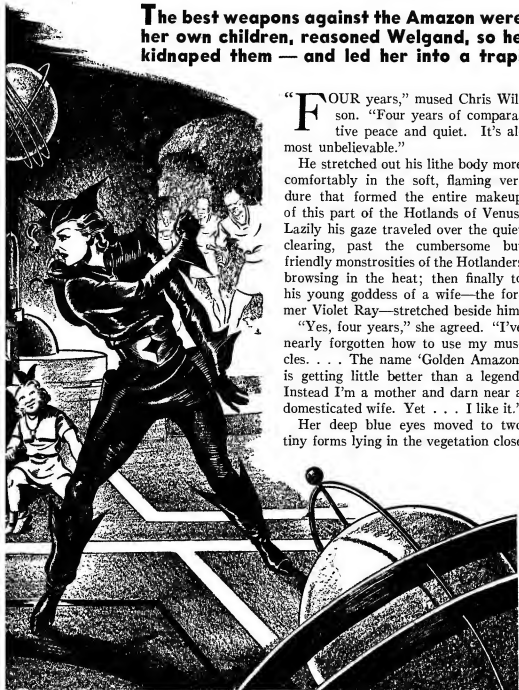 The best weapons against the Amazon were
her own children, reasoned Welgand, so he
kidnaped them — and led her into a trap
“FOUR years,” mused Chris Wil
son. “Four years of compara
tive peace and quiet. It’s al
most unbelievable.”
He stretched out his lithe body more
comfortably in the soft, flaming ver
dure that formed the entire makeup
of this part of the Hotlands of Venus
Lazily his gaze traveled over the quiet
clearing, past the cumbersome but
friendly monstrosities of the Hotlanders
browsing in the heat; then finally to
his young goddess of a wife—the for
mer Violet Ray—stretched beside him
“Yes, four years,” she agreed. “I’ve
nearly forgotten how to use my mus
cles. . . . The name ‘Golden Amazon
is getting little better than a legend
Instead I’m a mother and darn near a
domesticated wife. Yet . . . I like it.”
Her deep blue eyes moved to two
tiny forms lying in the vegetation close